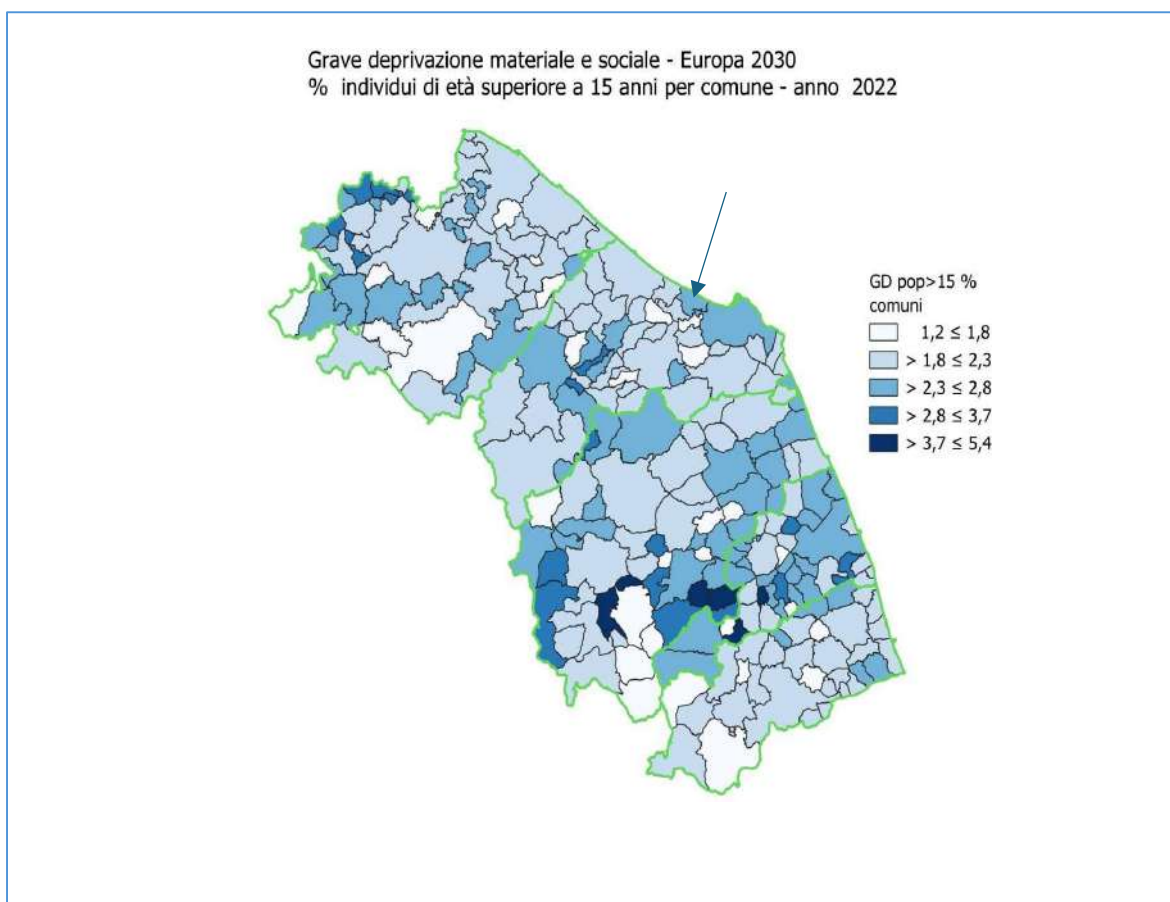 Grave deprivazione materiale e sociale - Europa 2030
% individui di età superiore a 15 anni per comune - anno 2022
GD pop>15 %
comuni
1,2 ≤ 1,8
> 1,8 ≤ 2,3
> 2,3 ≤ 2,8
> 2,8 ≤ 3,7
> 3,7 ≤ 5,4